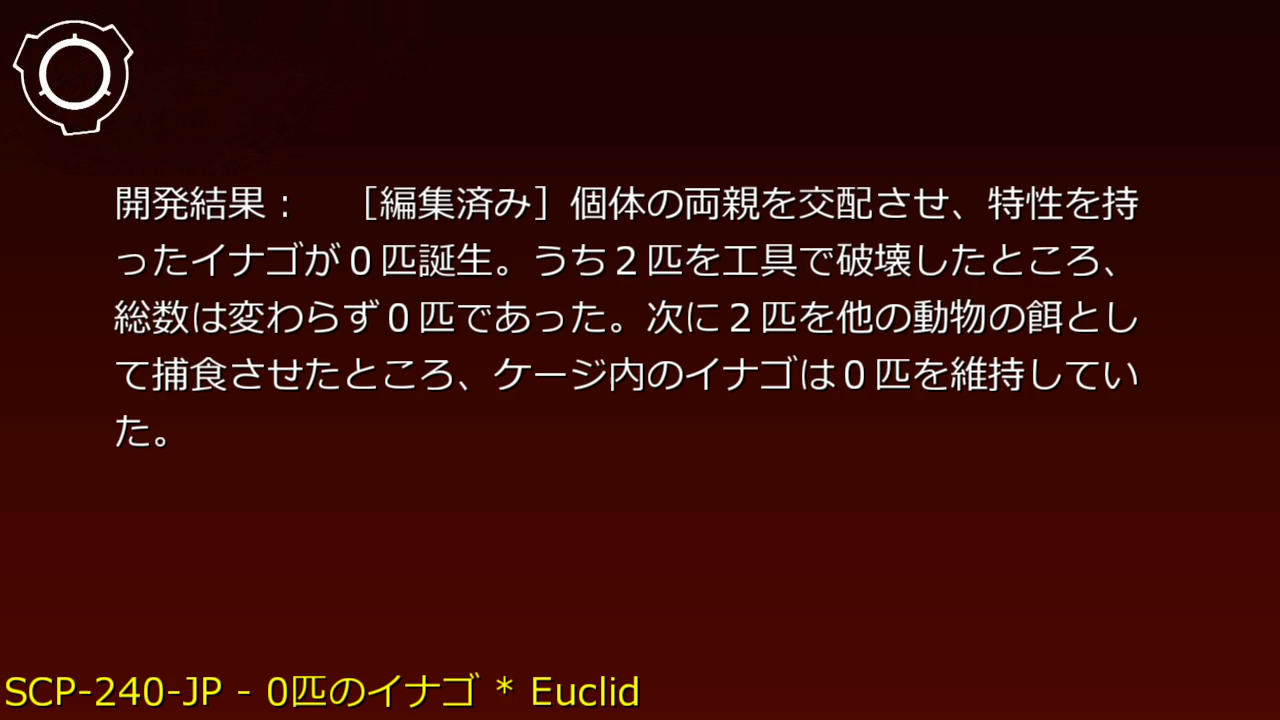 開発結果：　［編集済み］個体の両親を交配させ、特性を持
ったイナゴが０匹誕生。うち２匹を工具で破壊したところ、
総数は変わらず０匹であった。次に２匹を他の動物の餌とし
て捕食させたところ、ケージ内のイナゴは０匹を維持してい
た。
SCP-240-JP - 0匹のイナゴ * Euclid